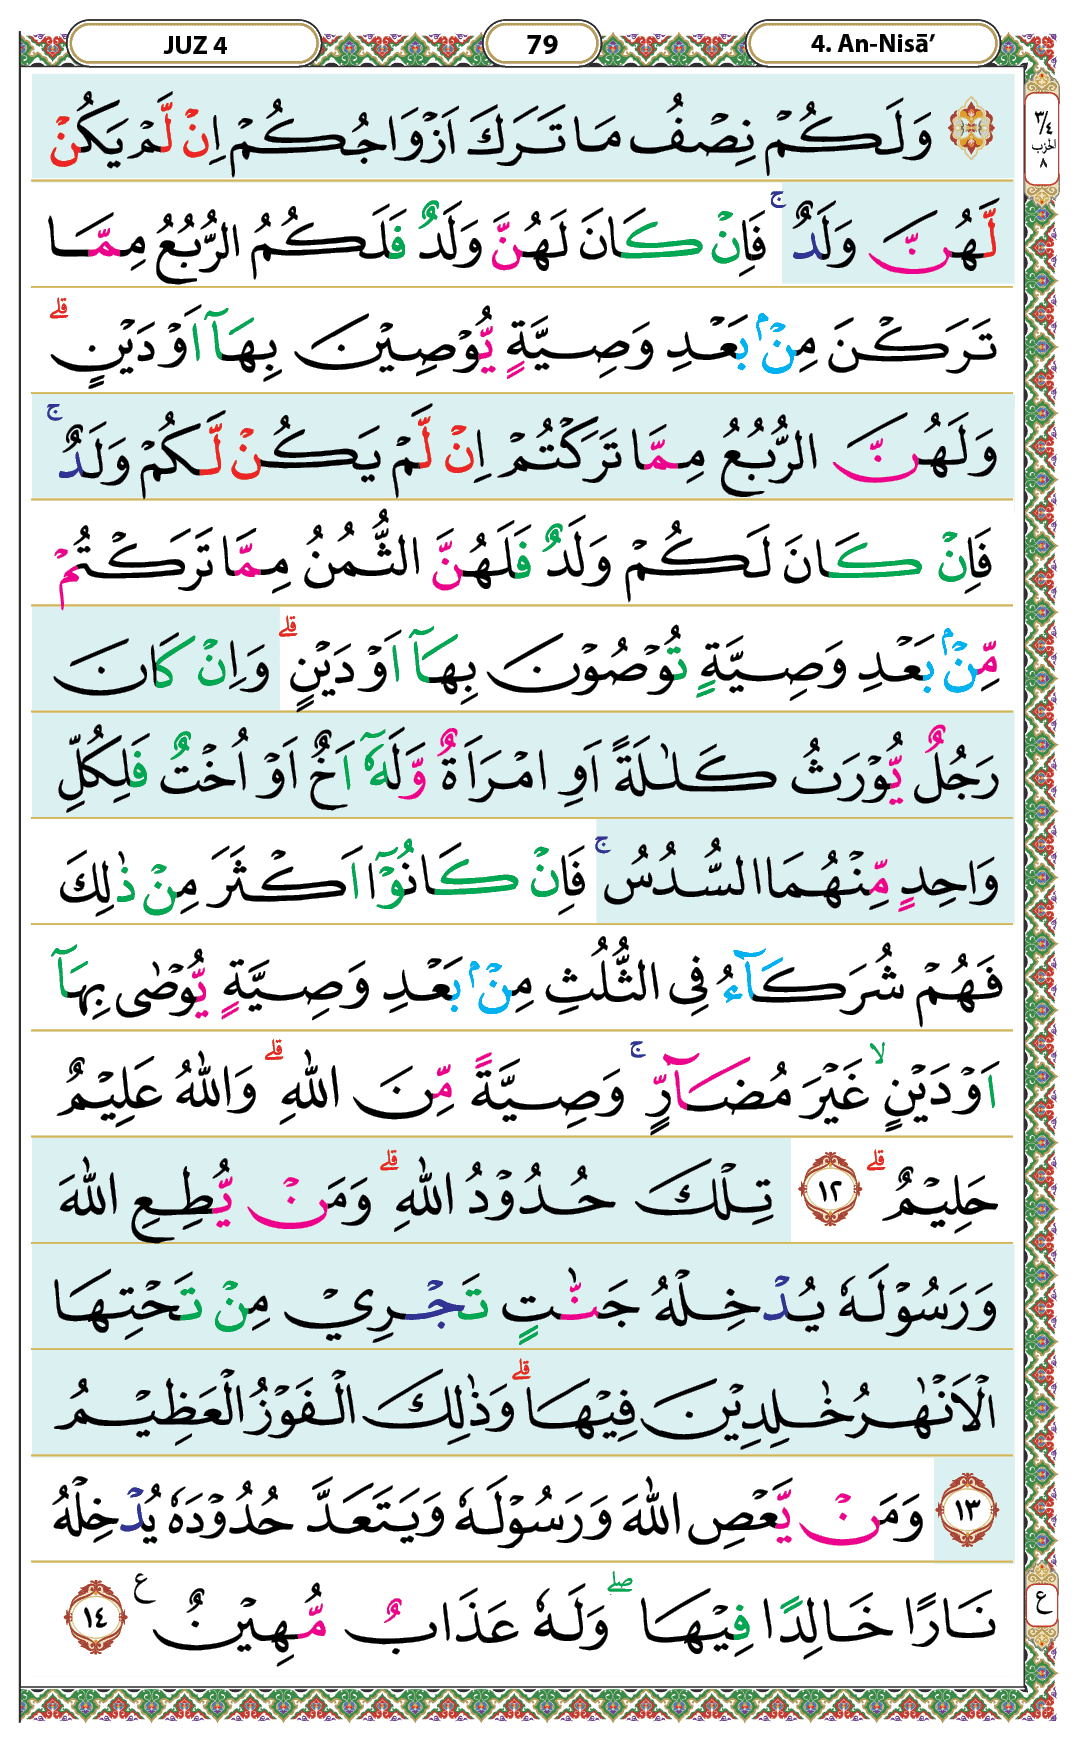 JUZ 4
79
4. An-Nisā’
٣/٤
الحزب
٨
وَلَكُمْ نِصْفُ مَا تَرَكَ اَزْوَاجُكُمْ اِنْ لَّمْ يَكُنْ
لَّهُنَّ وَلَدٌ ۚ فَاِنْ كَانَ لَهُنَّ وَلَدٌ فَلَكُمُ الرُّبُعُ مِمَّا
تَرَكْنَ مِنْۢ بَعْدِ وَصِيَّةٍ يُّوْصِيْنَ بِهَآ اَوْ دَيْنٍ ۗ
وَلَهُنَّ الرُّبُعُ مِمَّا تَرَكْتُمْ اِنْ لَّمْ يَكُنْ لَّكُمْ وَلَدٌ ۚ
فَاِنْ كَانَ لَكُمْ وَلَدٌ فَلَهُنَّ الثُّمُنُ مِمَّا تَرَكْتُمْ
مِّنْۢ بَعْدِ وَصِيَّةٍ تُوْصُوْنَ بِهَآ اَوْ دَيْنٍ ۗ وَاِنْ كَانَ
رَجُلٌ يُّوْرَثُ كَلٰلَةً اَوِ امْرَاَةٌ وَّلَهٗٓ اَخٌ اَوْ اُخْتٌ فَلِكُلِّ
وَاحِدٍ مِّنْهُمَا السُّدُسُ ۚ فَاِنْ كَانُوْٓا اَكْثَرَ مِنْ ذٰلِكَ
فَهُمْ شُرَكَآءُ فِى الثُّلُثِ مِنْۢ بَعْدِ وَصِيَّةٍ يُّوْصٰى بِهَآ
اَوْ دَيْنٍ ۙ غَيْرَ مُضَآرٍّ ۚ وَصِيَّةً مِّنَ اللّٰهِ ۗ وَاللّٰهُ عَلِيْمٌ
حَلِيْمٌ ۗ ١٢ تِلْكَ حُدُوْدُ اللّٰهِ ۗ وَمَنْ يُّطِعِ اللّٰهَ
وَرَسُوْلَهٗ يُدْخِلْهُ جَنّٰتٍ تَجْرِيْ مِنْ تَحْتِهَا
الْاَنْهٰرُ خٰلِدِيْنَ فِيْهَا ۗ وَذٰلِكَ الْفَوْزُ الْعَظِيْمُ
١٣ وَمَنْ يَّعْصِ اللّٰهَ وَرَسُوْلَهٗ وَيَتَعَدَّ حُدُوْدَهٗ يُدْخِلْهُ
نَارًا خَالِدًا فِيْهَا ۖ وَلَهٗ عَذَابٌ مُّهِيْنٌ ع ١٤
ع